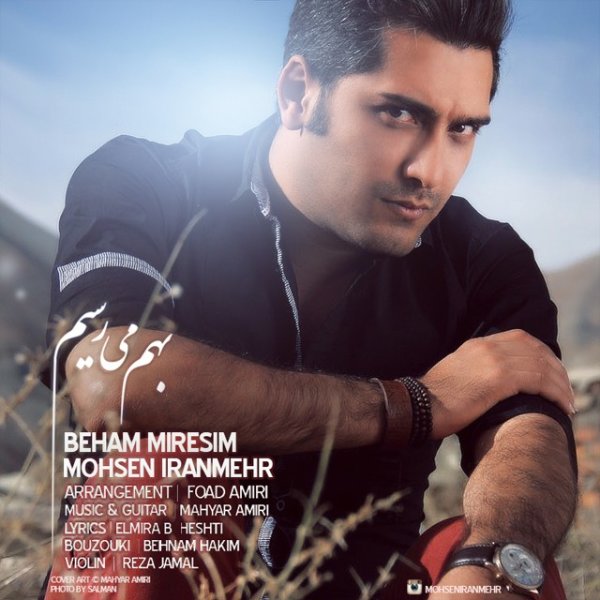 بهم می رسیم
BEHAM MIRESIM
MOHSEN IRANMEHR
ARRANGEMENT | FOAD AMIRI
MUSIC & GUITAR | MAHYAR AMIRI
LYRICS | ELMIRA B HESHTI
BOUZOUKI | BEHNAM HAKIM
VIOLIN | REZA JAMAL
COVER ART © MAHYAR AMIRI
PHOTO BY SALMAN
MOHSENIRANMEHR